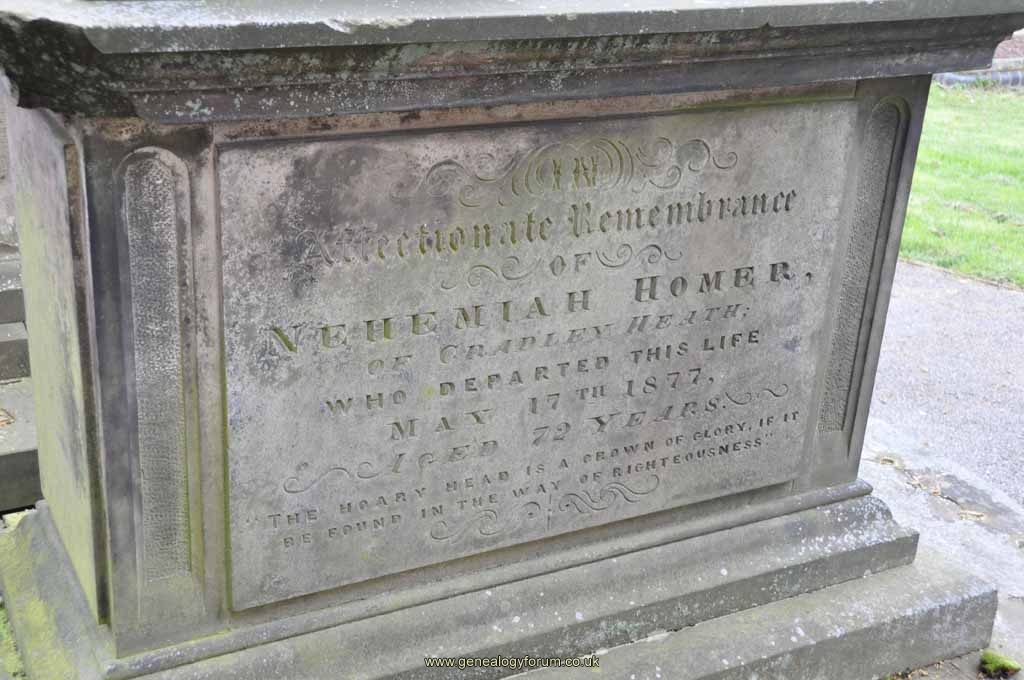 IN
Affectionate Remembrance
OF
NEHEMIAH HOMER,
OF CRADLEY HEATH;
WHO DEPARTED THIS LIFE
MAY 17TH 1877,
AGED 72 YEARS.
"THE HOARY HEAD IS A CROWN OF GLORY, IF IT
BE FOUND IN THE WAY OF RIGHTEOUSNESS"
www.genealogyforum.co.uk